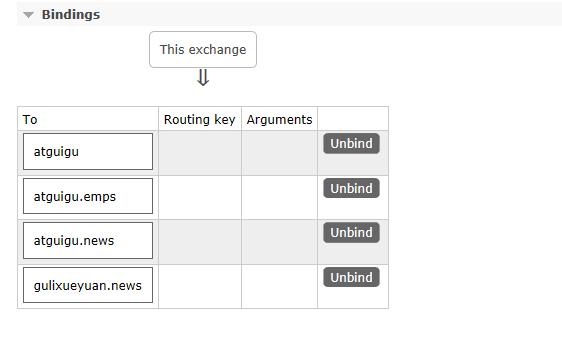 Bindings
This exchange
To Routing key Arguments
atguigu Unbind
atguigu.emps Unbind
atguigu.news Unbind
gulixueyuan.news Unbind